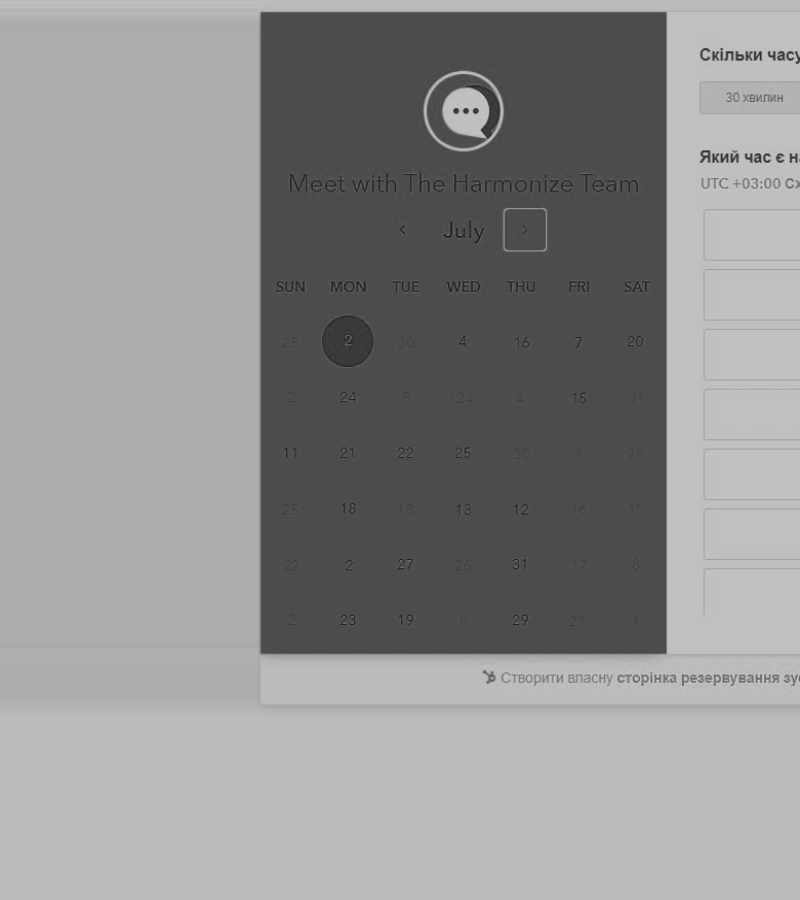 Meet with The Harmonize Team
July
SUN MON TUE WED THU FRI SAT
25 2 20 4 16 7 20
2 24 8 24 4 15 31
11 21 22 25 30 7 28
25 18 18 13 12 16 15
22 2 27 26 31 17 8
2 23 19 8 29 27 1
Скільки часу
30 хвилин
Який час є
UTC +03:00
Створити власну сторінка резервування